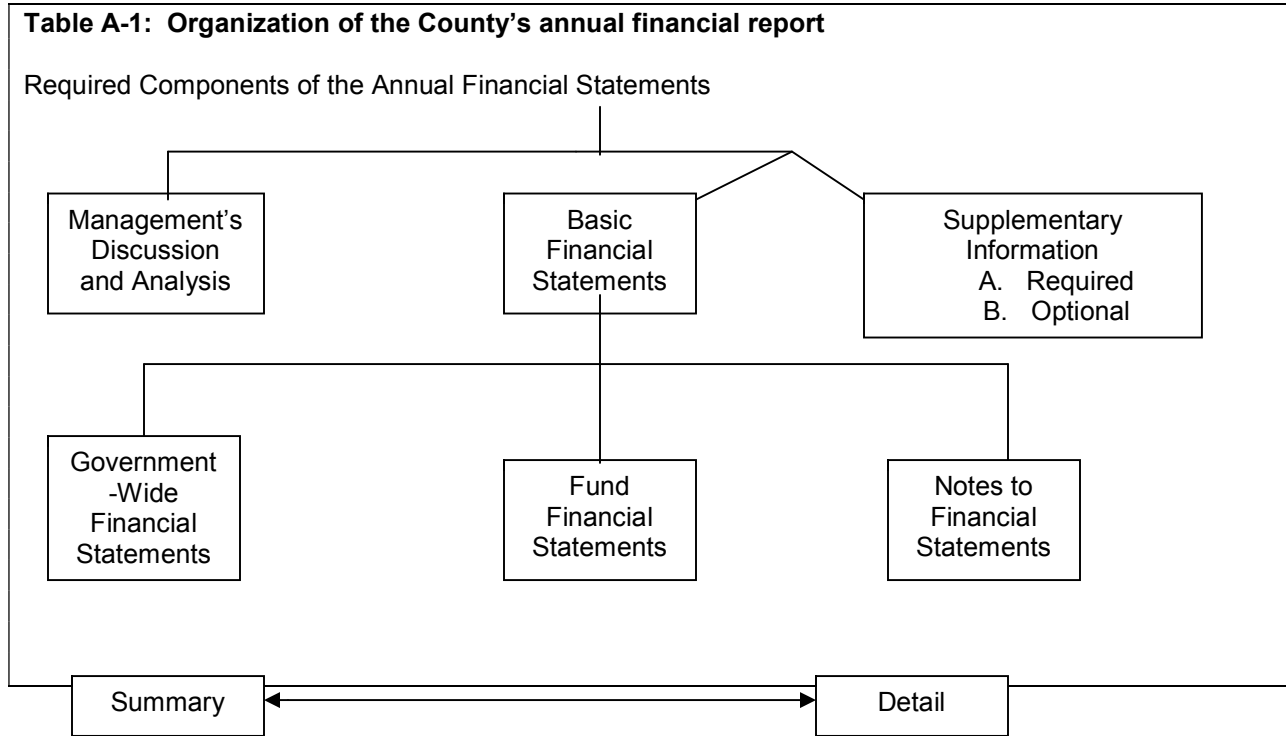 Table A-1: Organization of the County’s annual financial report
Required Components of the Annual Financial Statements
Management’s
Discussion
and Analysis
Basic
Financial
Statements
Supplementary
Information
A. Required
B. Optional
Government
-Wide
Financial
Statements
Fund
Financial
Statements
Notes to
Financial
Statements
Summary
Detail